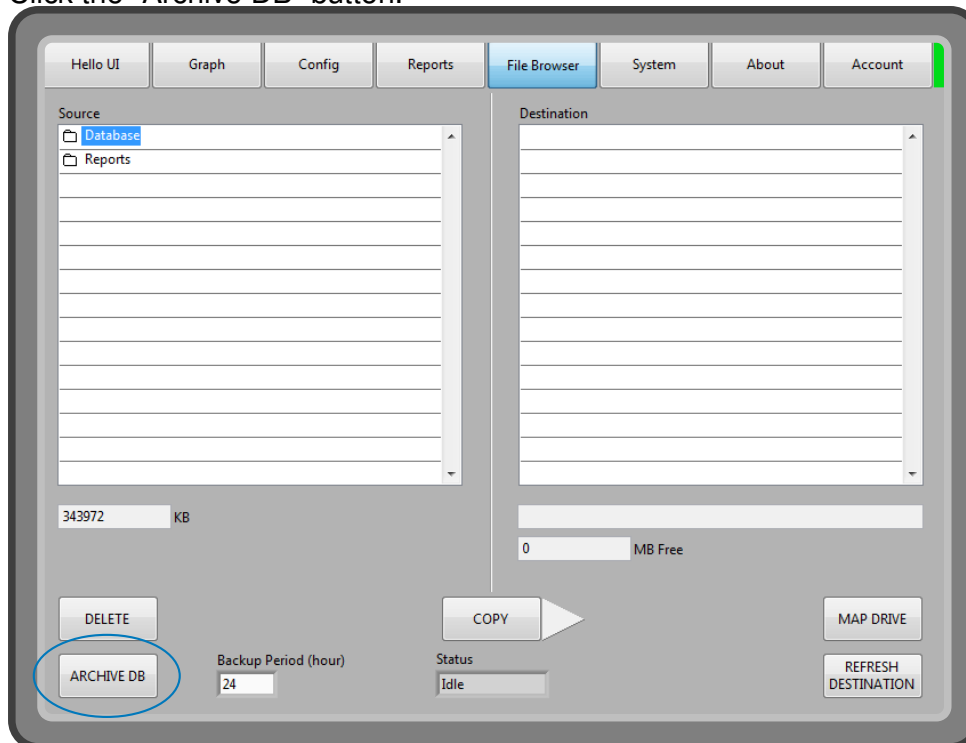 Click the "Archive DB" button.
Hello UI
Graph
Config
Reports
File Browser
System
About
Account
Source
Destination
Database
Reports
343972 KB
0 MB Free
DELETE
COPY
MAP DRIVE
ARCHIVE DB
Backup Period (hour)
24
Status
Idle
REFRESH
DESTINATION